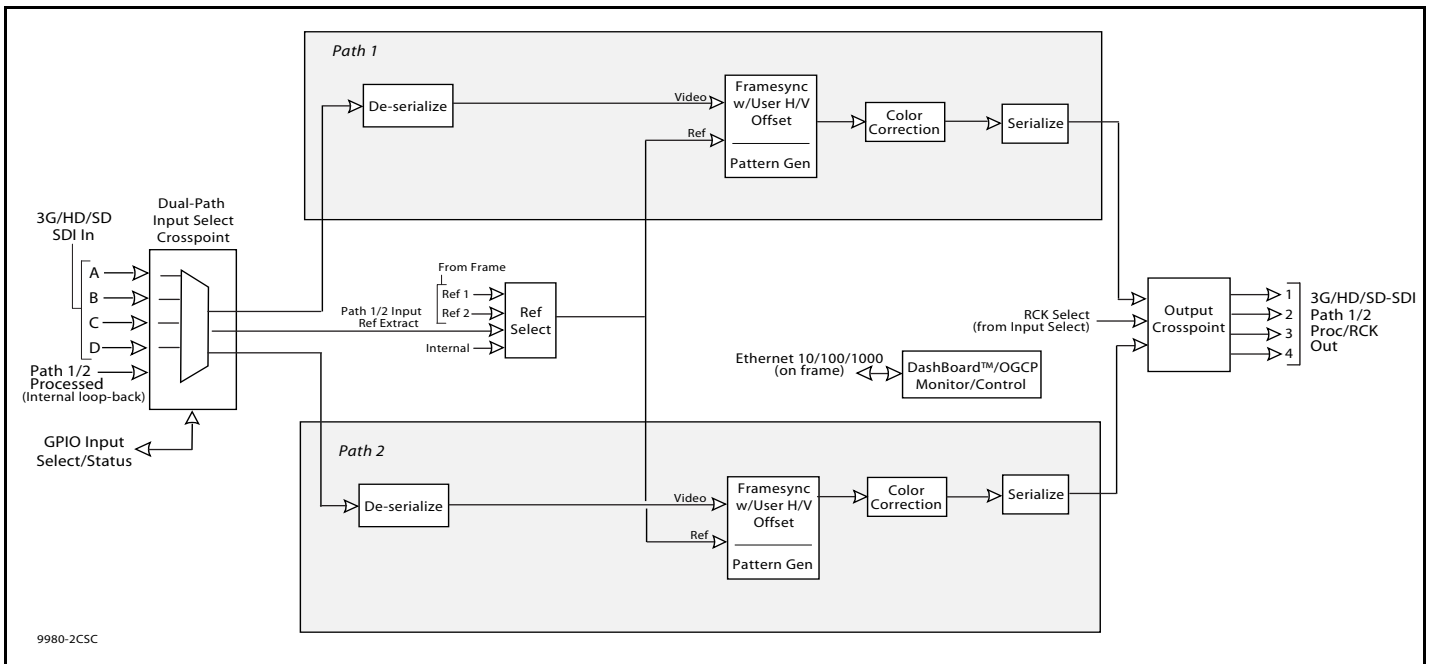 Path 1
De-serialize
Video
Ref
Framesync
w/User H/V
Offset
Pattern Gen
Color
Correction
Serialize
Dual-Path
Input Select
Crosspoint
3G/HD/SD
SDI In
A
B
C
D
Path 1/2
Processed
(Internal loop-back)
GPIO Input
Select/Status
From Frame
Ref 1
Ref 2
Path 1/2 Input
Ref Extract
Internal
Ref
Select
RCK Select
(from Input Select)
Output
Crosspoint
1
2
3
4
3G/HD/SD-SDI
Path 1/2
Proc/RCK
Out
Ethernet 10/100/1000
(on frame)
DashBoard™/OGCP
Monitor/Control
Path 2
De-serialize
Video
Ref
Framesync
w/User H/V
Offset
Pattern Gen
Color
Correction
Serialize
9980-2CSC